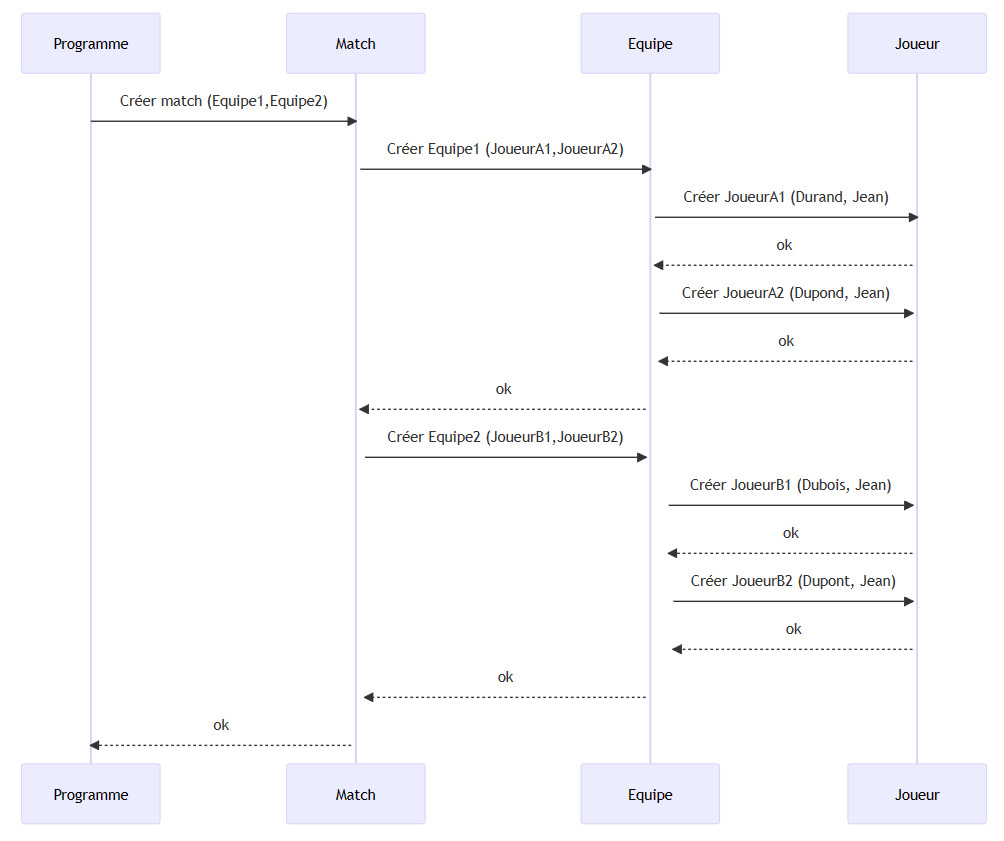 Programme
Match
Equipe
Joueur
Créer match (Equipe1,Equipe2)
Créer Equipe1 (JoueurA1,JoueurA2)
Créer JoueurA1 (Durand, Jean)
ok
Créer JoueurA2 (Dupond, Jean)
ok
ok
Créer Equipe2 (JoueurB1,JoueurB2)
Créer JoueurB1 (Dubois, Jean)
ok
Créer JoueurB2 (Dupont, Jean)
ok
ok
ok
Programme
Match
Equipe
Joueur